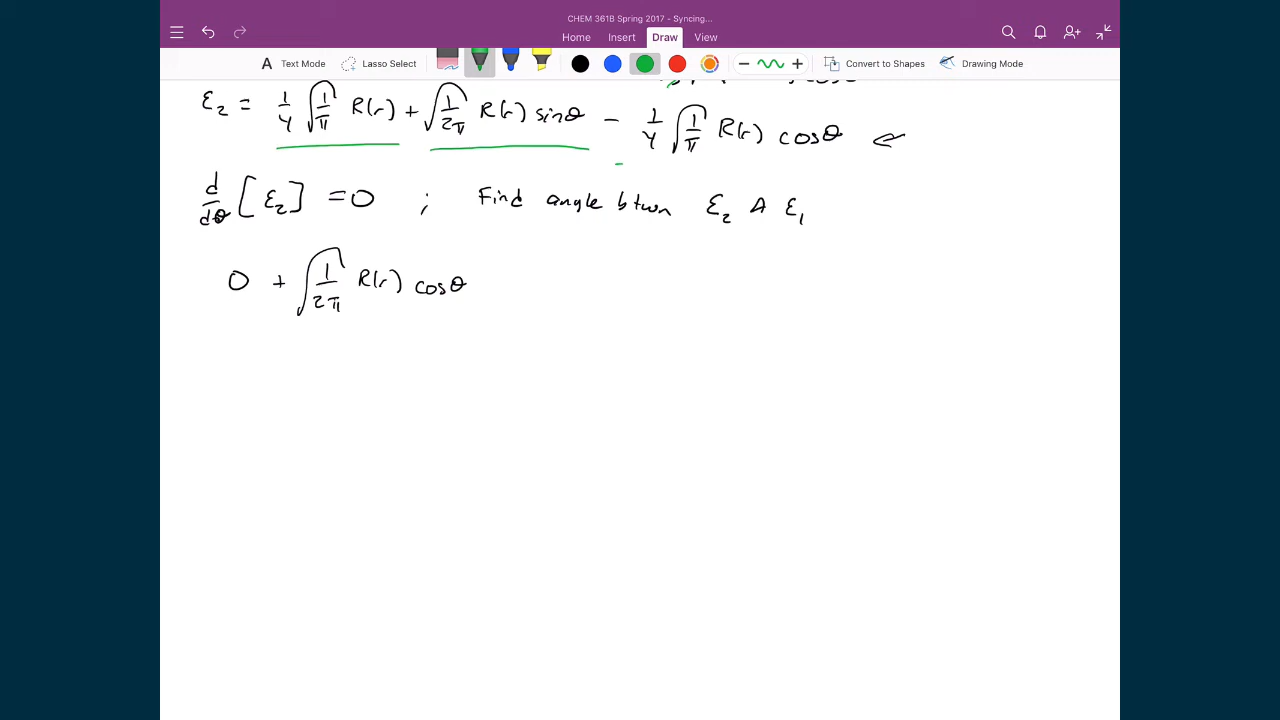 CHEM 361B Spring 2017 - Syncing...
Home Insert Draw View
Text Mode Lasso Select Convert to Shapes Drawing Mode
ε₂ = 1/4 √(1/π) R(r) + √(1/2π) R(r) sinθ - 1/4 √(1/π) R(r) cosθ ⇐
d/dθ [ε₂] = 0 ; Find angle btwn ε₂ & ε₁
0 + √(1/2π) R(r) cosθ